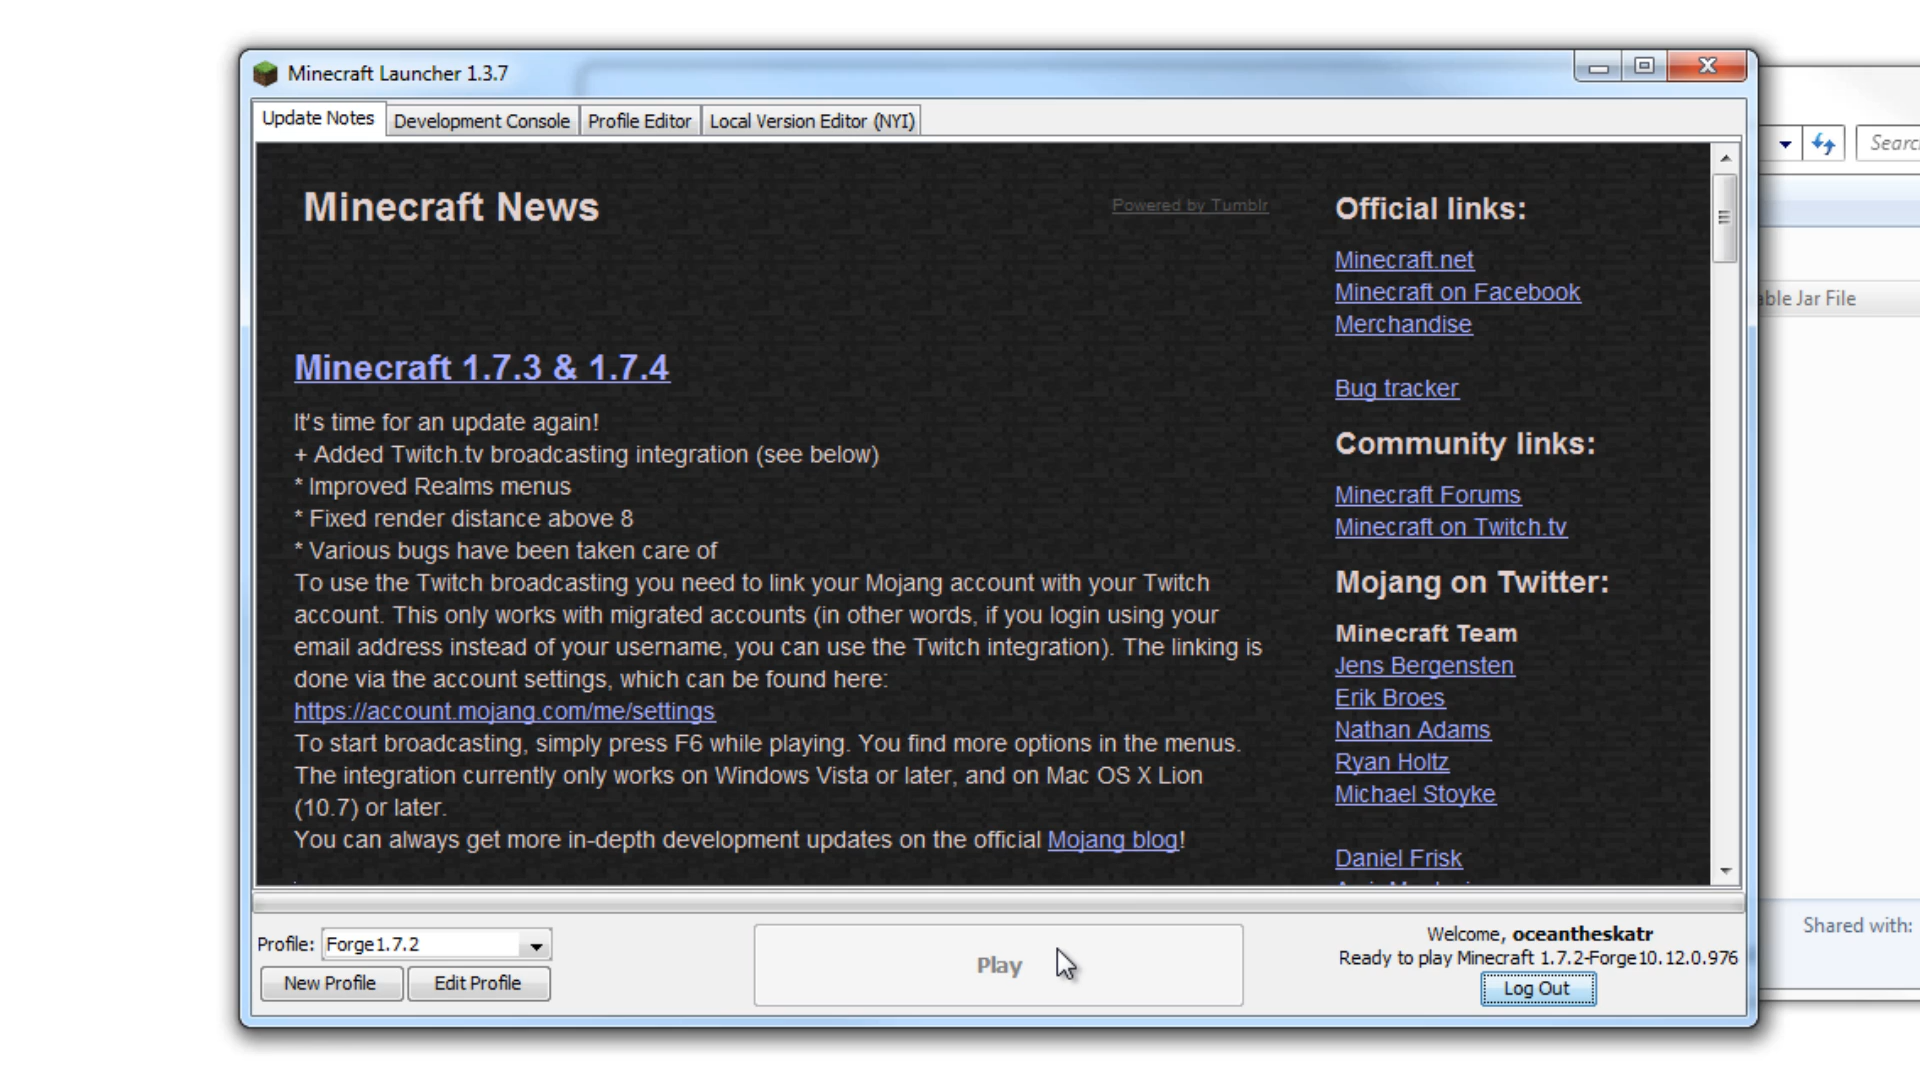 Minecraft Launcher 1.3.7
Update Notes
Development Console
Profile Editor
Local Version Editor (NYI)
Minecraft News
Powered by Tumblr
Minecraft 1.7.3 & 1.7.4
It's time for an update again!
+ Added Twitch.tv broadcasting integration (see below)
* Improved Realms menus
* Fixed render distance above 8
* Various bugs have been taken care of
To use the Twitch broadcasting you need to link your Mojang account with your Twitch
account. This only works with migrated accounts (in other words, if you login using your
email address instead of your username, you can use the Twitch integration). The linking is
done via the account settings, which can be found here:
https://account.mojang.com/me/settings
To start broadcasting, simply press F6 while playing. You find more options in the menus.
The integration currently only works on Windows Vista or later, and on Mac OS X Lion
(10.7) or later.
You can always get more in-depth development updates on the official Mojang blog!
Official links:
Minecraft.net
Minecraft on Facebook
Merchandise
Bug tracker
Community links:
Minecraft Forums
Minecraft on Twitch.tv
Mojang on Twitter:
Minecraft Team
Jens Bergensten
Erik Broes
Nathan Adams
Ryan Holtz
Michael Stoyke
Daniel Frisk
Profile:
Forge1.7.2
New Profile
Edit Profile
Play
Welcome, oceantheskatr
Ready to play Minecraft 1.7.2-Forge10.12.0.976
Log Out
Searc
ble Jar File
Shared with: